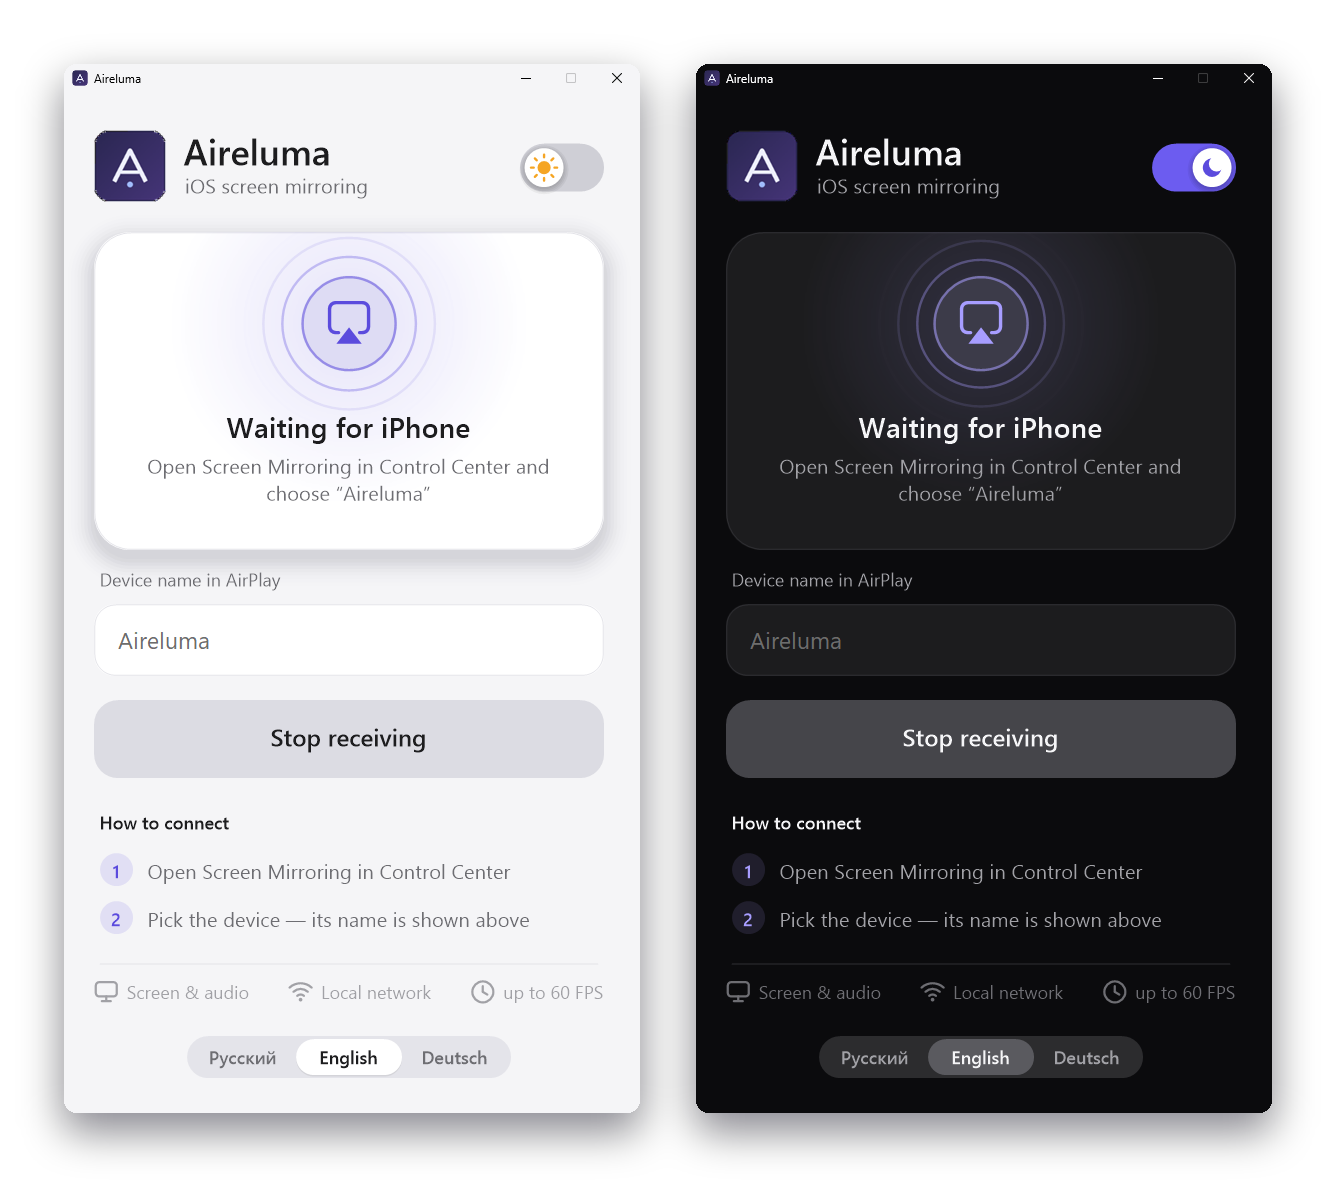 Aireluma
Aireluma
iOS screen mirroring
Waiting for iPhone
Open Screen Mirroring in Control Center and
choose “Aireluma”
Device name in AirPlay
Aireluma
Stop receiving
How to connect
1 Open Screen Mirroring in Control Center
2 Pick the device — its name is shown above
Screen & audio Local network up to 60 FPS
Русский English Deutsch
Aireluma
Aireluma
iOS screen mirroring
Waiting for iPhone
Open Screen Mirroring in Control Center and
choose “Aireluma”
Device name in AirPlay
Aireluma
Stop receiving
How to connect
1 Open Screen Mirroring in Control Center
2 Pick the device — its name is shown above
Screen & audio Local network up to 60 FPS
Русский English Deutsch